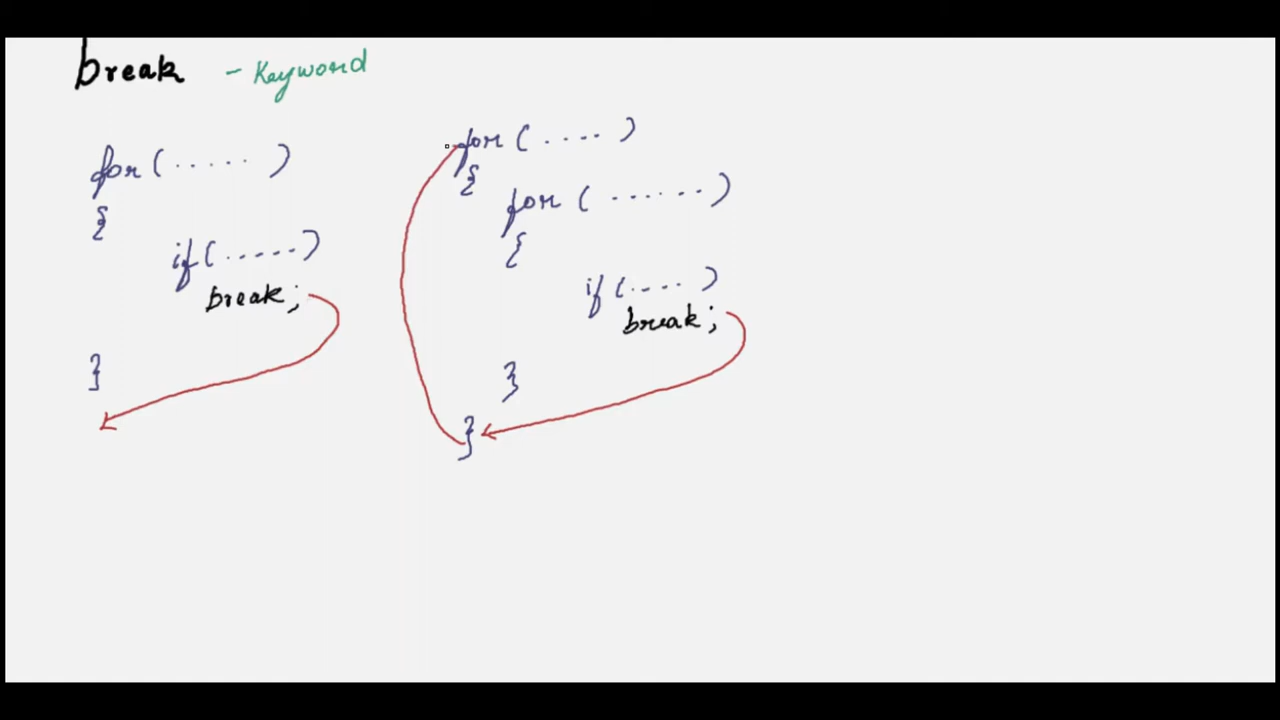 break - Keyword
for ( ..... )
{
if ( ..... )
break;
}
for ( .... )
{
for ( ...... )
{
if ( .... )
break;
}
}